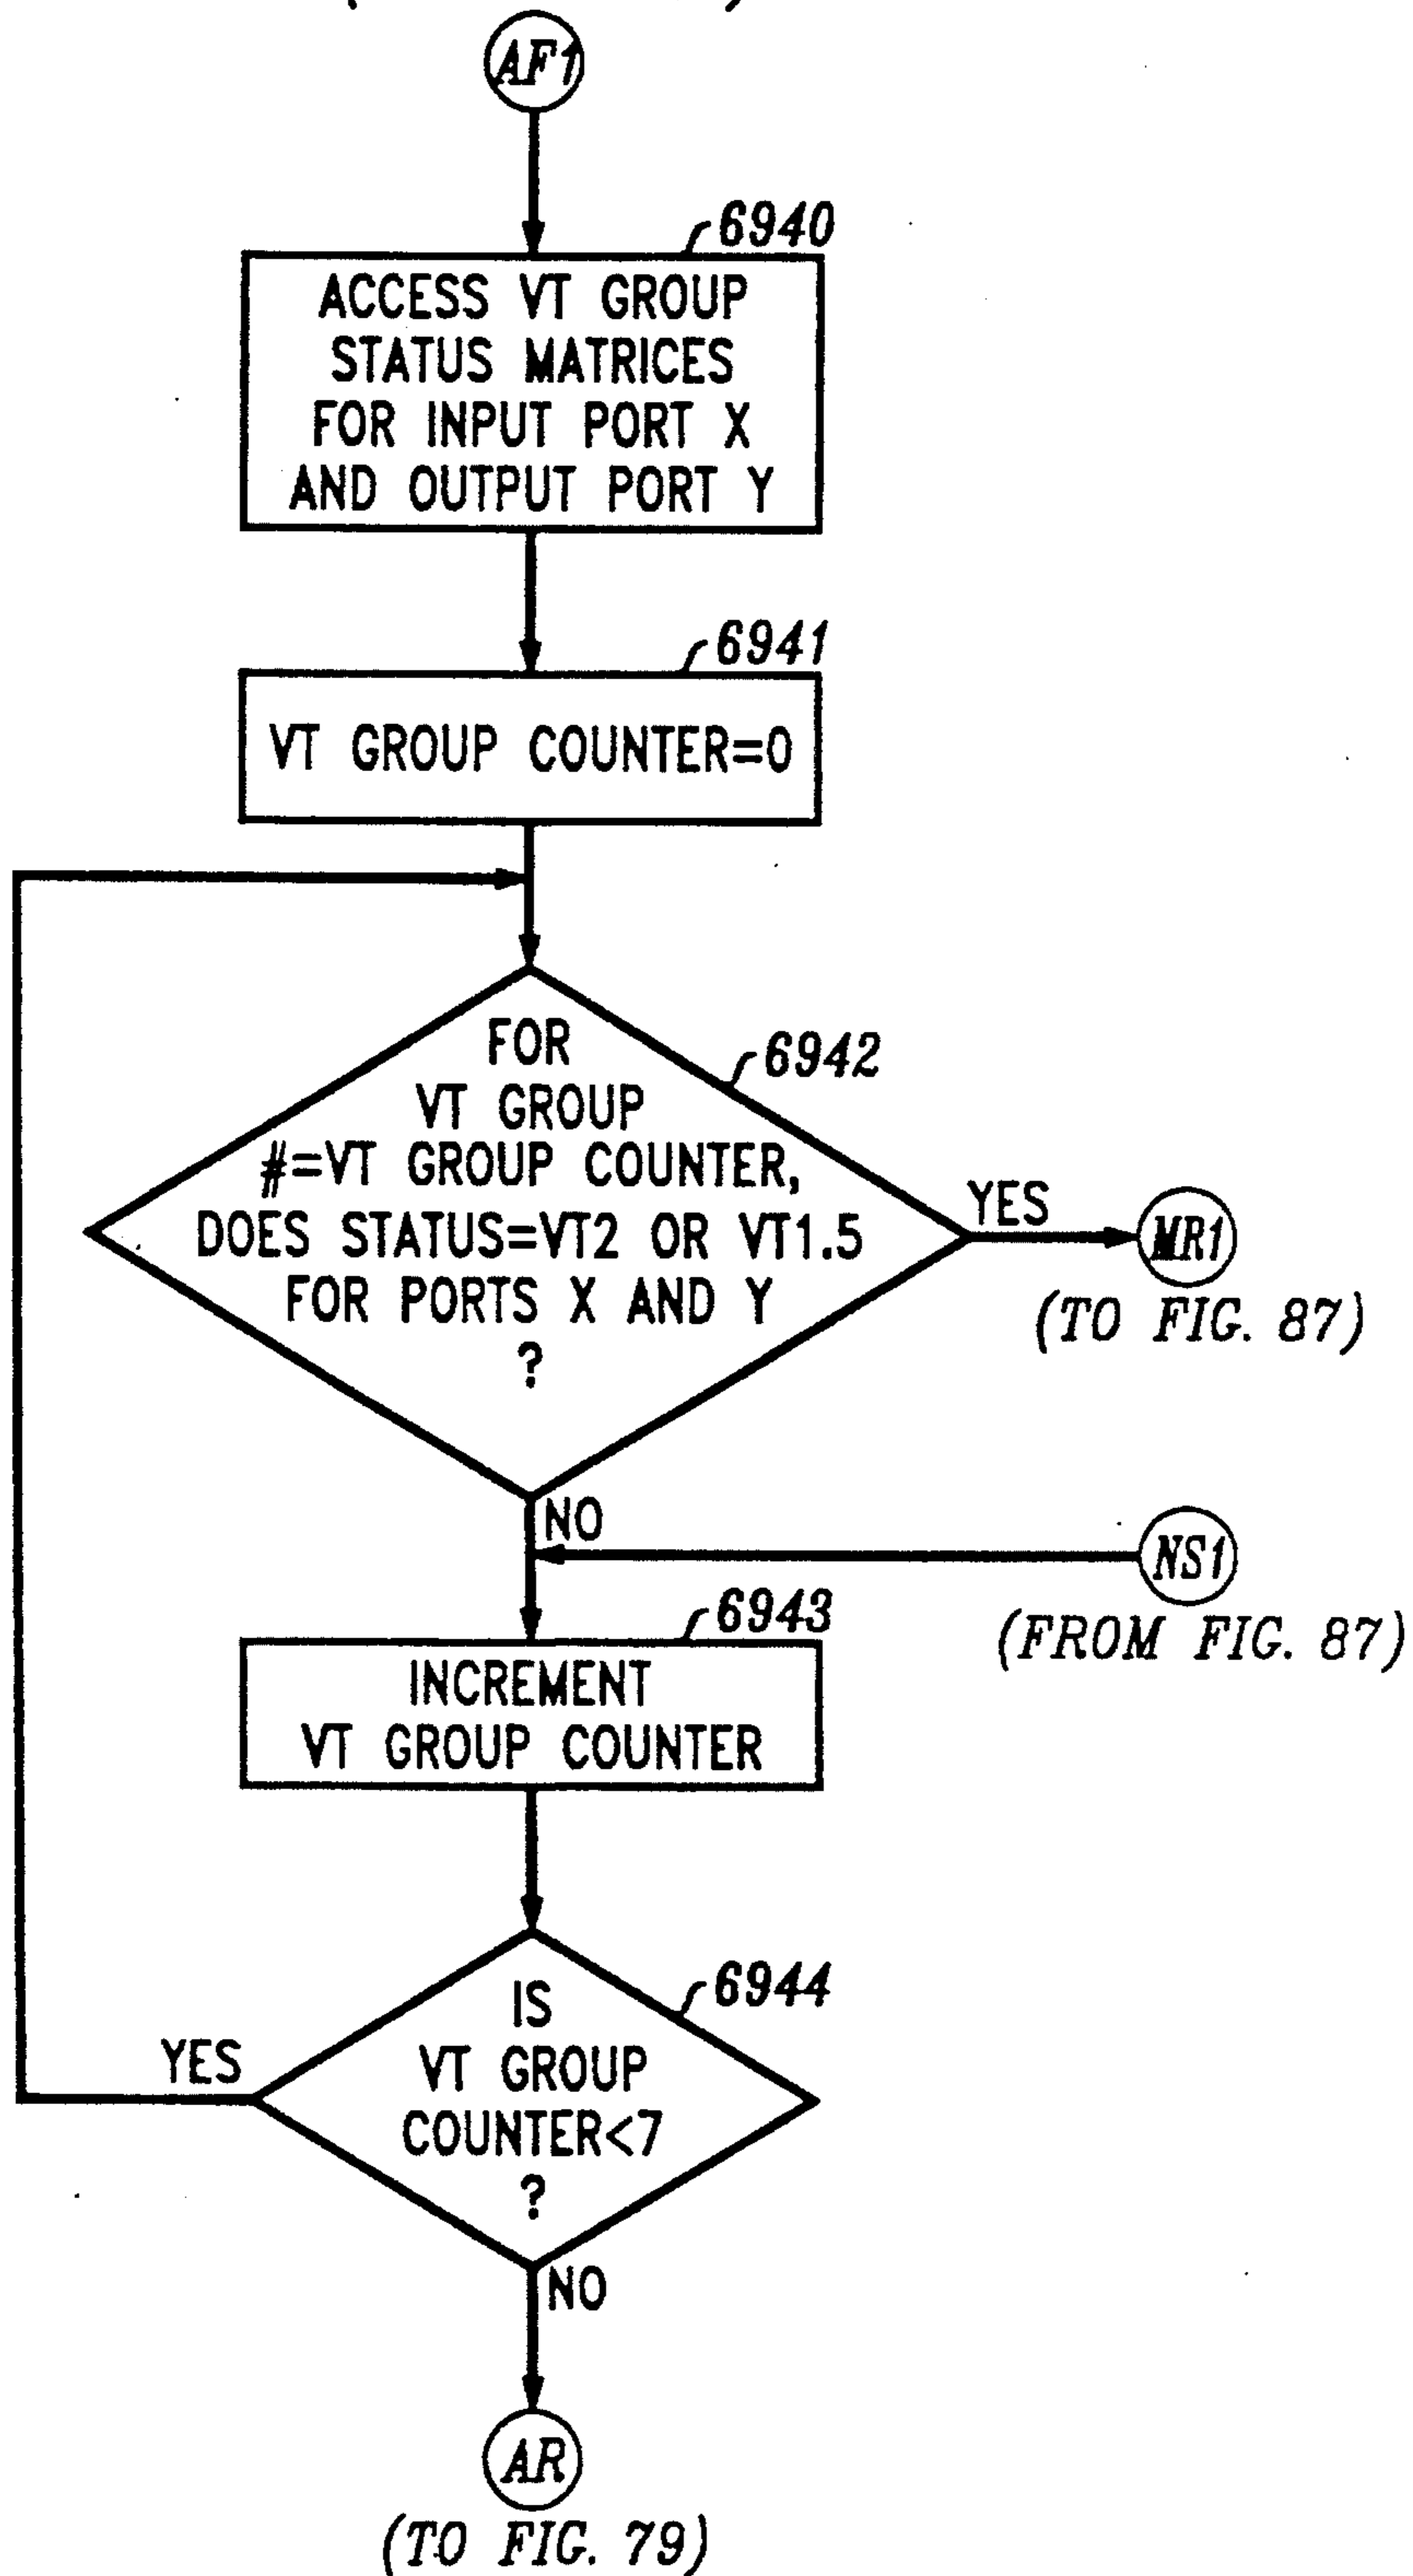 AF1
6940
ACCESS VT GROUP
STATUS MATRICES
FOR INPUT PORT X
AND OUTPUT PORT Y
6941
VT GROUP COUNTER=0
6942
FOR
VT GROUP
#=VT GROUP COUNTER,
DOES STATUS=VT2 OR VT1.5
FOR PORTS X AND Y
?
YES
MR1
(TO FIG. 87)
NO
NS1
(FROM FIG. 87)
6943
INCREMENT
VT GROUP COUNTER
6944
IS
VT GROUP
COUNTER<7
?
YES
NO
AR
(TO FIG. 79)